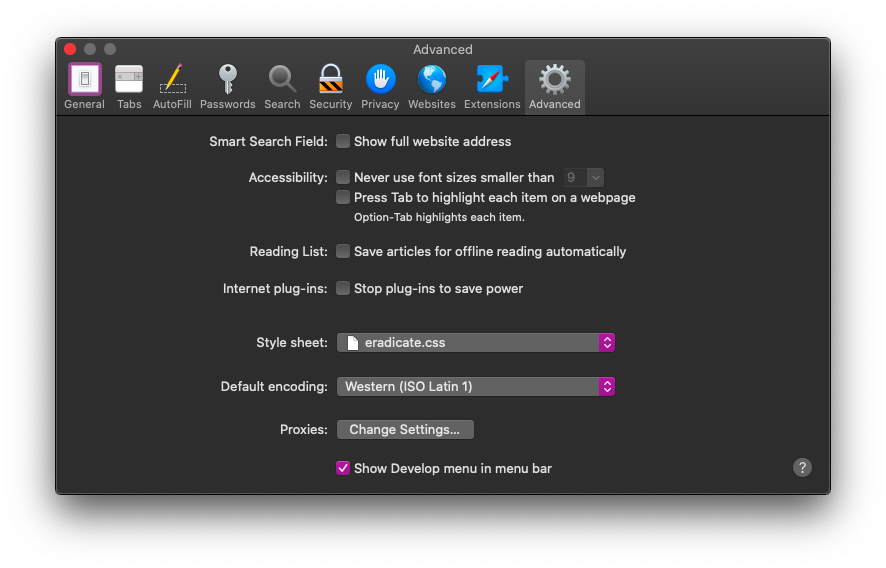 Advanced
General Tabs AutoFill Passwords Search Security Privacy Websites Extensions Advanced
Smart Search Field: Show full website address
Accessibility: Never use font sizes smaller than 9
Press Tab to highlight each item on a webpage
Option-Tab highlights each item.
Reading List: Save articles for offline reading automatically
Internet plug-ins: Stop plug-ins to save power
Style sheet: eradicate.css
Default encoding: Western (ISO Latin 1)
Proxies: Change Settings...
Show Develop menu in menu bar
?